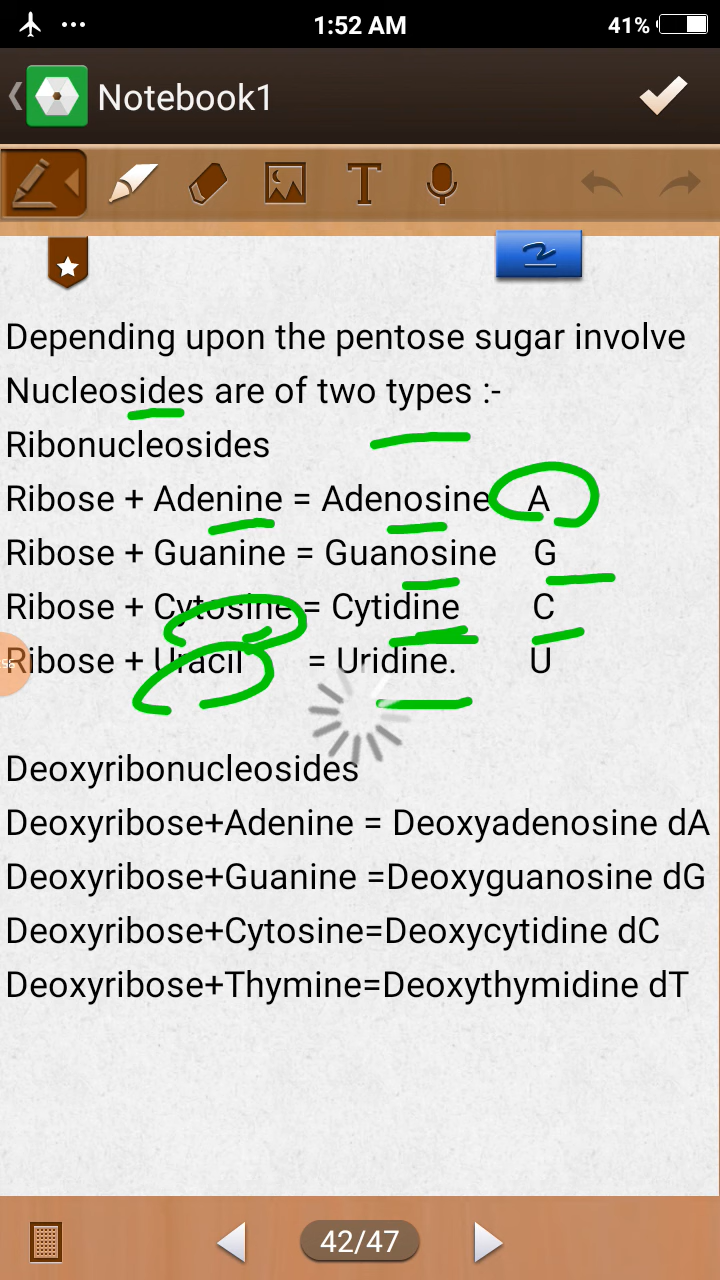 1:52 AM 41%
Notebook1
T
2
Depending upon the pentose sugar involve
Nucleosides are of two types :-
Ribonucleosides
Ribose + Adenine = Adenosine A
Ribose + Guanine = Guanosine G
Ribose + Cytosine = Cytidine C
Ribose + Uracil = Uridine. U
Deoxyribonucleosides
Deoxyribose+Adenine = Deoxyadenosine dA
Deoxyribose+Guanine =Deoxyguanosine dG
Deoxyribose+Cytosine=Deoxycytidine dC
Deoxyribose+Thymine=Deoxythymidine dT
42/47